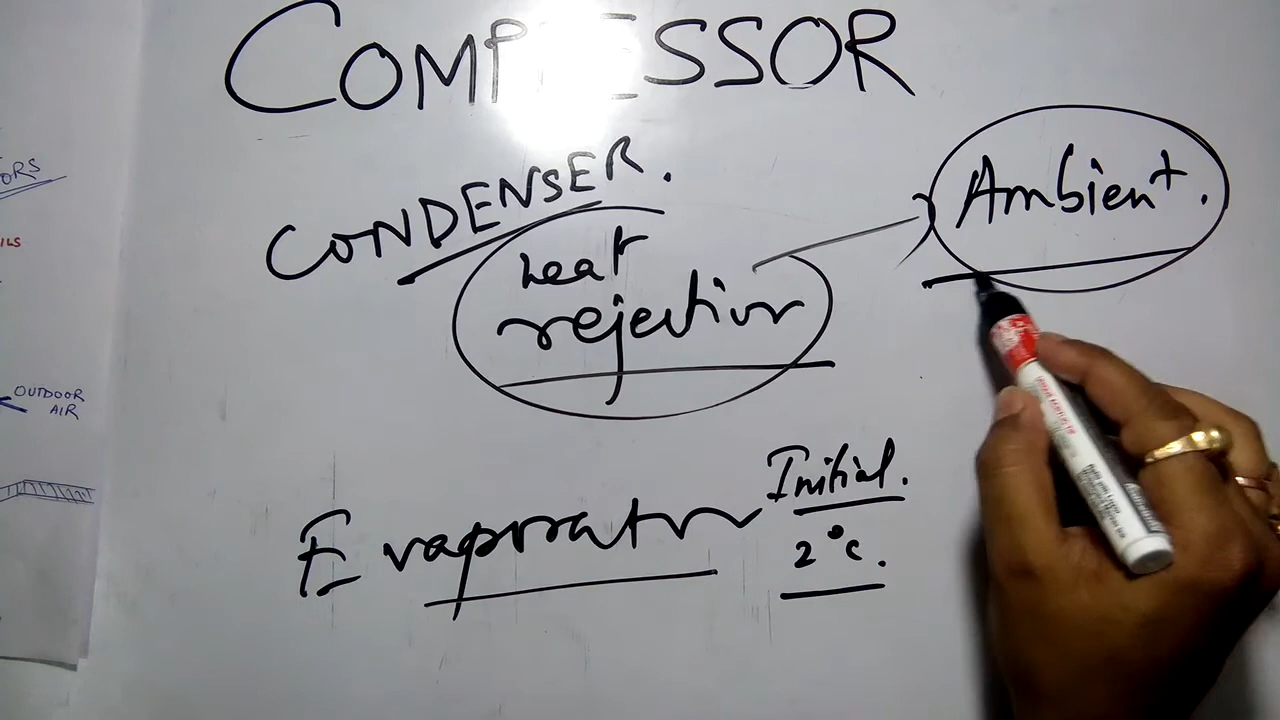 COMPRESSOR
CONDENSER.
heat
rejection
Ambient.
Evaporator
Initial.
2°c.
ORS
ILS
OUTDOOR
AIR